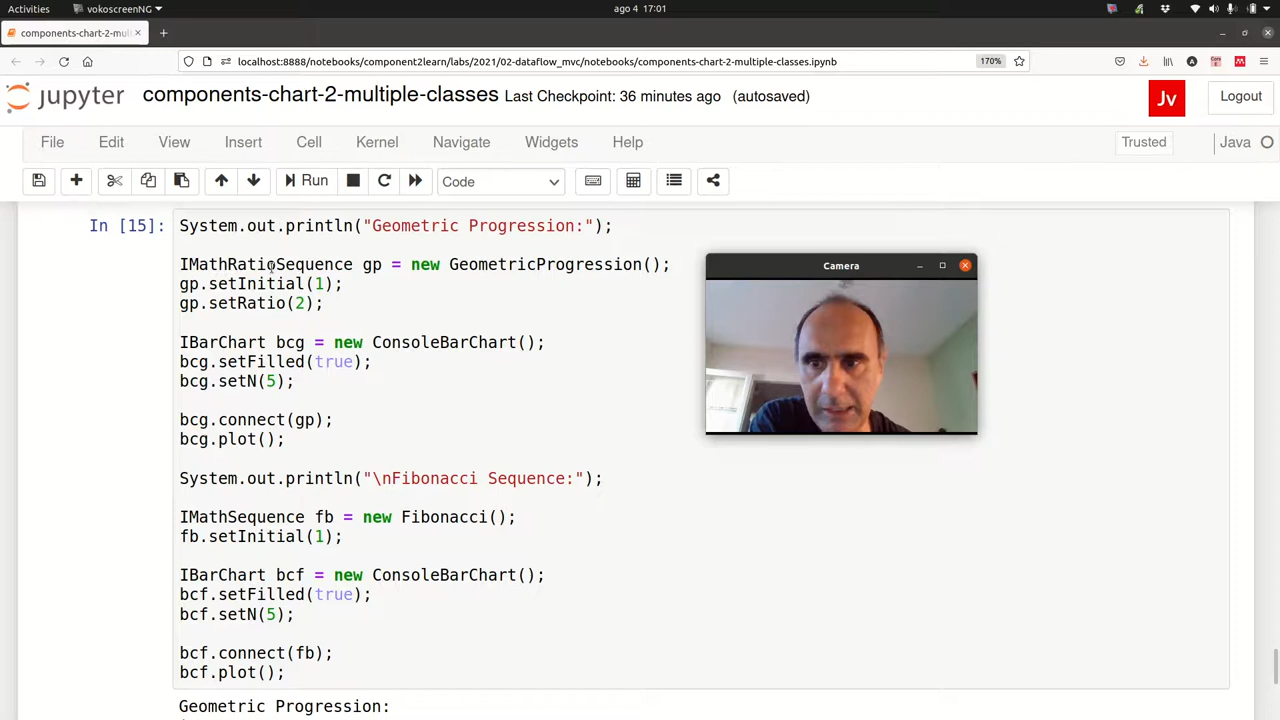 Activities vokoscreenNG ago 4 17:01
components-chart-2-mul
localhost:8888/notebooks/component2learn/labs/2021/02-dataflow_mvc/notebooks/components-chart-2-multiple-classes.ipynb 170%
jupyter components-chart-2-multiple-classes Last Checkpoint: 36 minutes ago (autosaved) Jv Logout
File Edit View Insert Cell Kernel Navigate Widgets Help Trusted Java
Run Code
In [15]: System.out.println("Geometric Progression:");
IMathRatioSequence gp = new GeometricProgression();
gp.setInitial(1);
gp.setRatio(2);
IBarChart bcg = new ConsoleBarChart();
bcg.setFilled(true);
bcg.setN(5);
bcg.connect(gp);
bcg.plot();
System.out.println("\nFibonacci Sequence:");
IMathSequence fb = new Fibonacci();
fb.setInitial(1);
IBarChart bcf = new ConsoleBarChart();
bcf.setFilled(true);
bcf.setN(5);
bcf.connect(fb);
bcf.plot();
Geometric Progression:
Camera